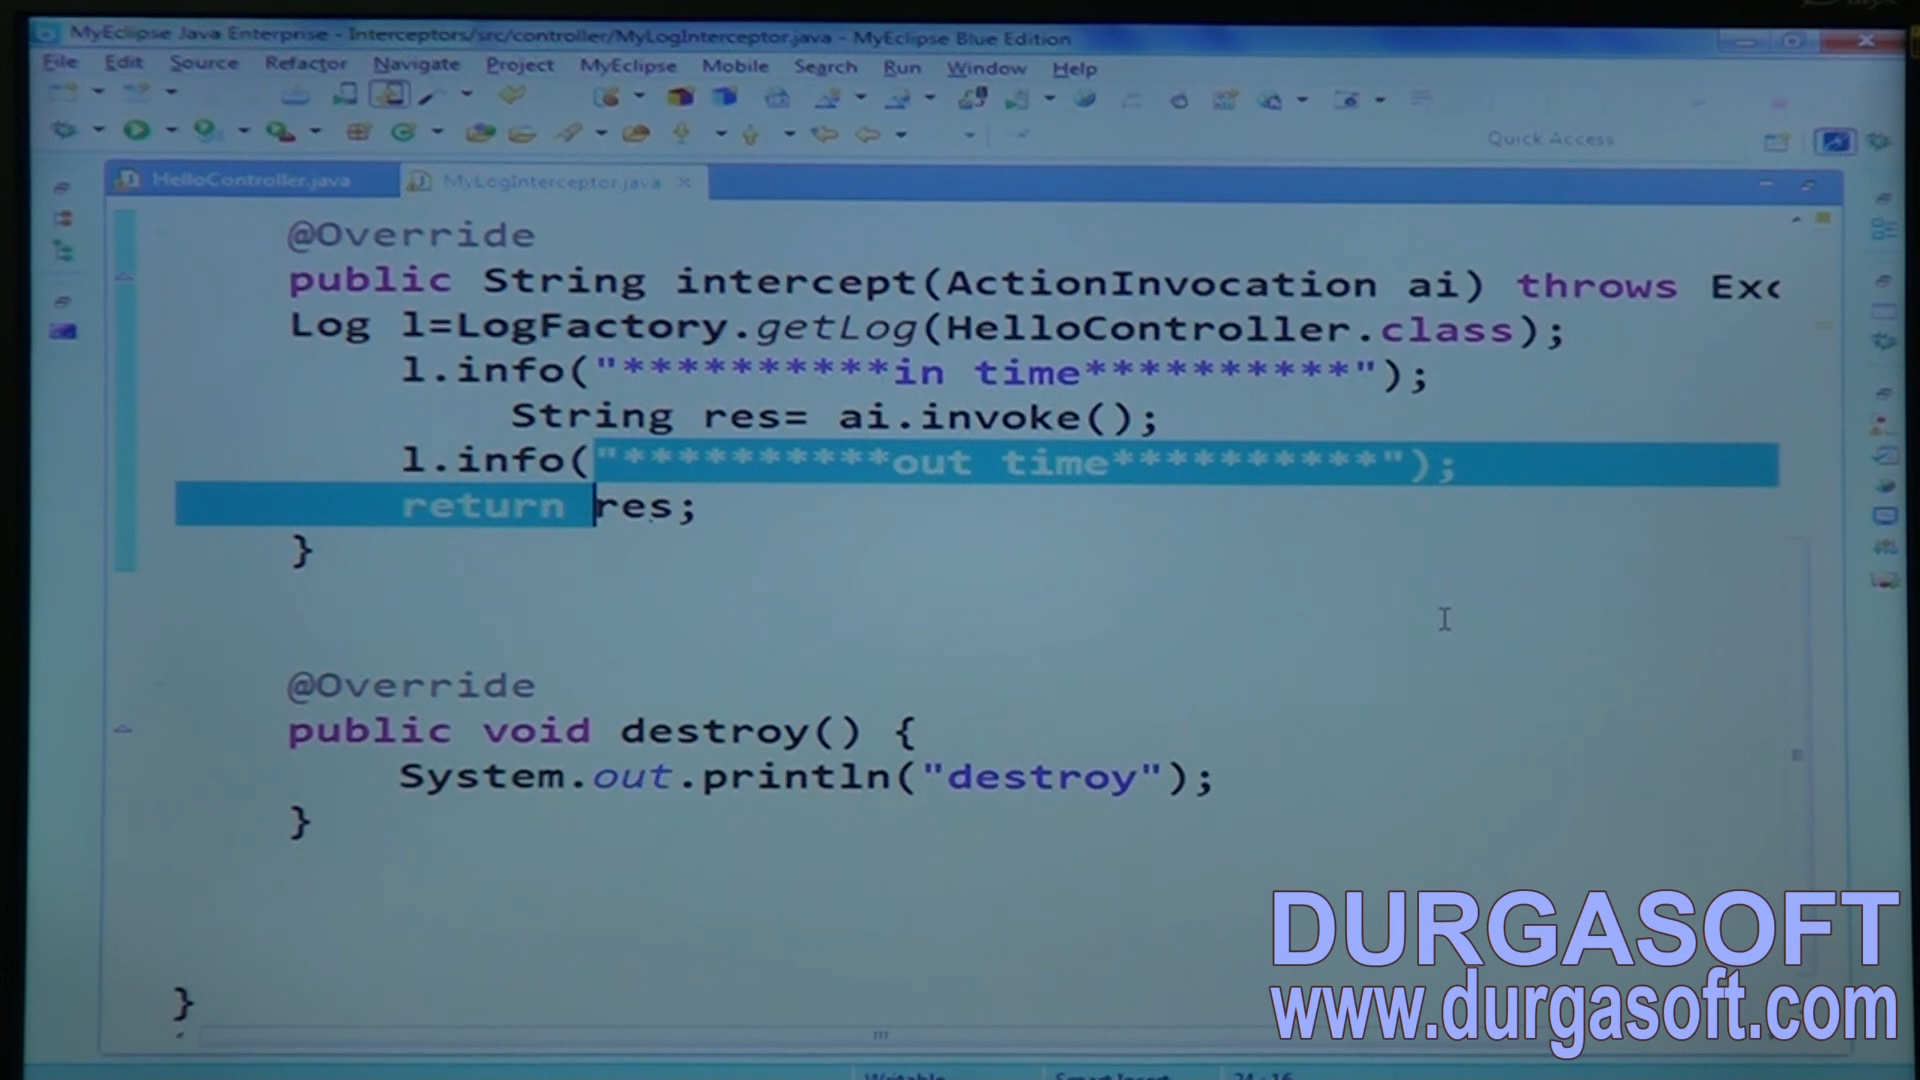 MyEclipse Java Enterprise - Interceptors/src/controller/MyLogInterceptor.java - MyEclipse Blue Edition
File Edit Source Refactor Navigate Project MyEclipse Mobile Search Run Window Help
Quick Access
HelloController.java MyLogInterceptor.java
@Override
public String intercept(ActionInvocation ai) throws Exc
Log l=LogFactory.getLog(HelloController.class);
l.info("**********in time**********");
String res= ai.invoke();
l.info("**********out time**********");
return res;
}
@Override
public void destroy() {
System.out.println("destroy");
}
}
DURGASOFT
www.durgasoft.com